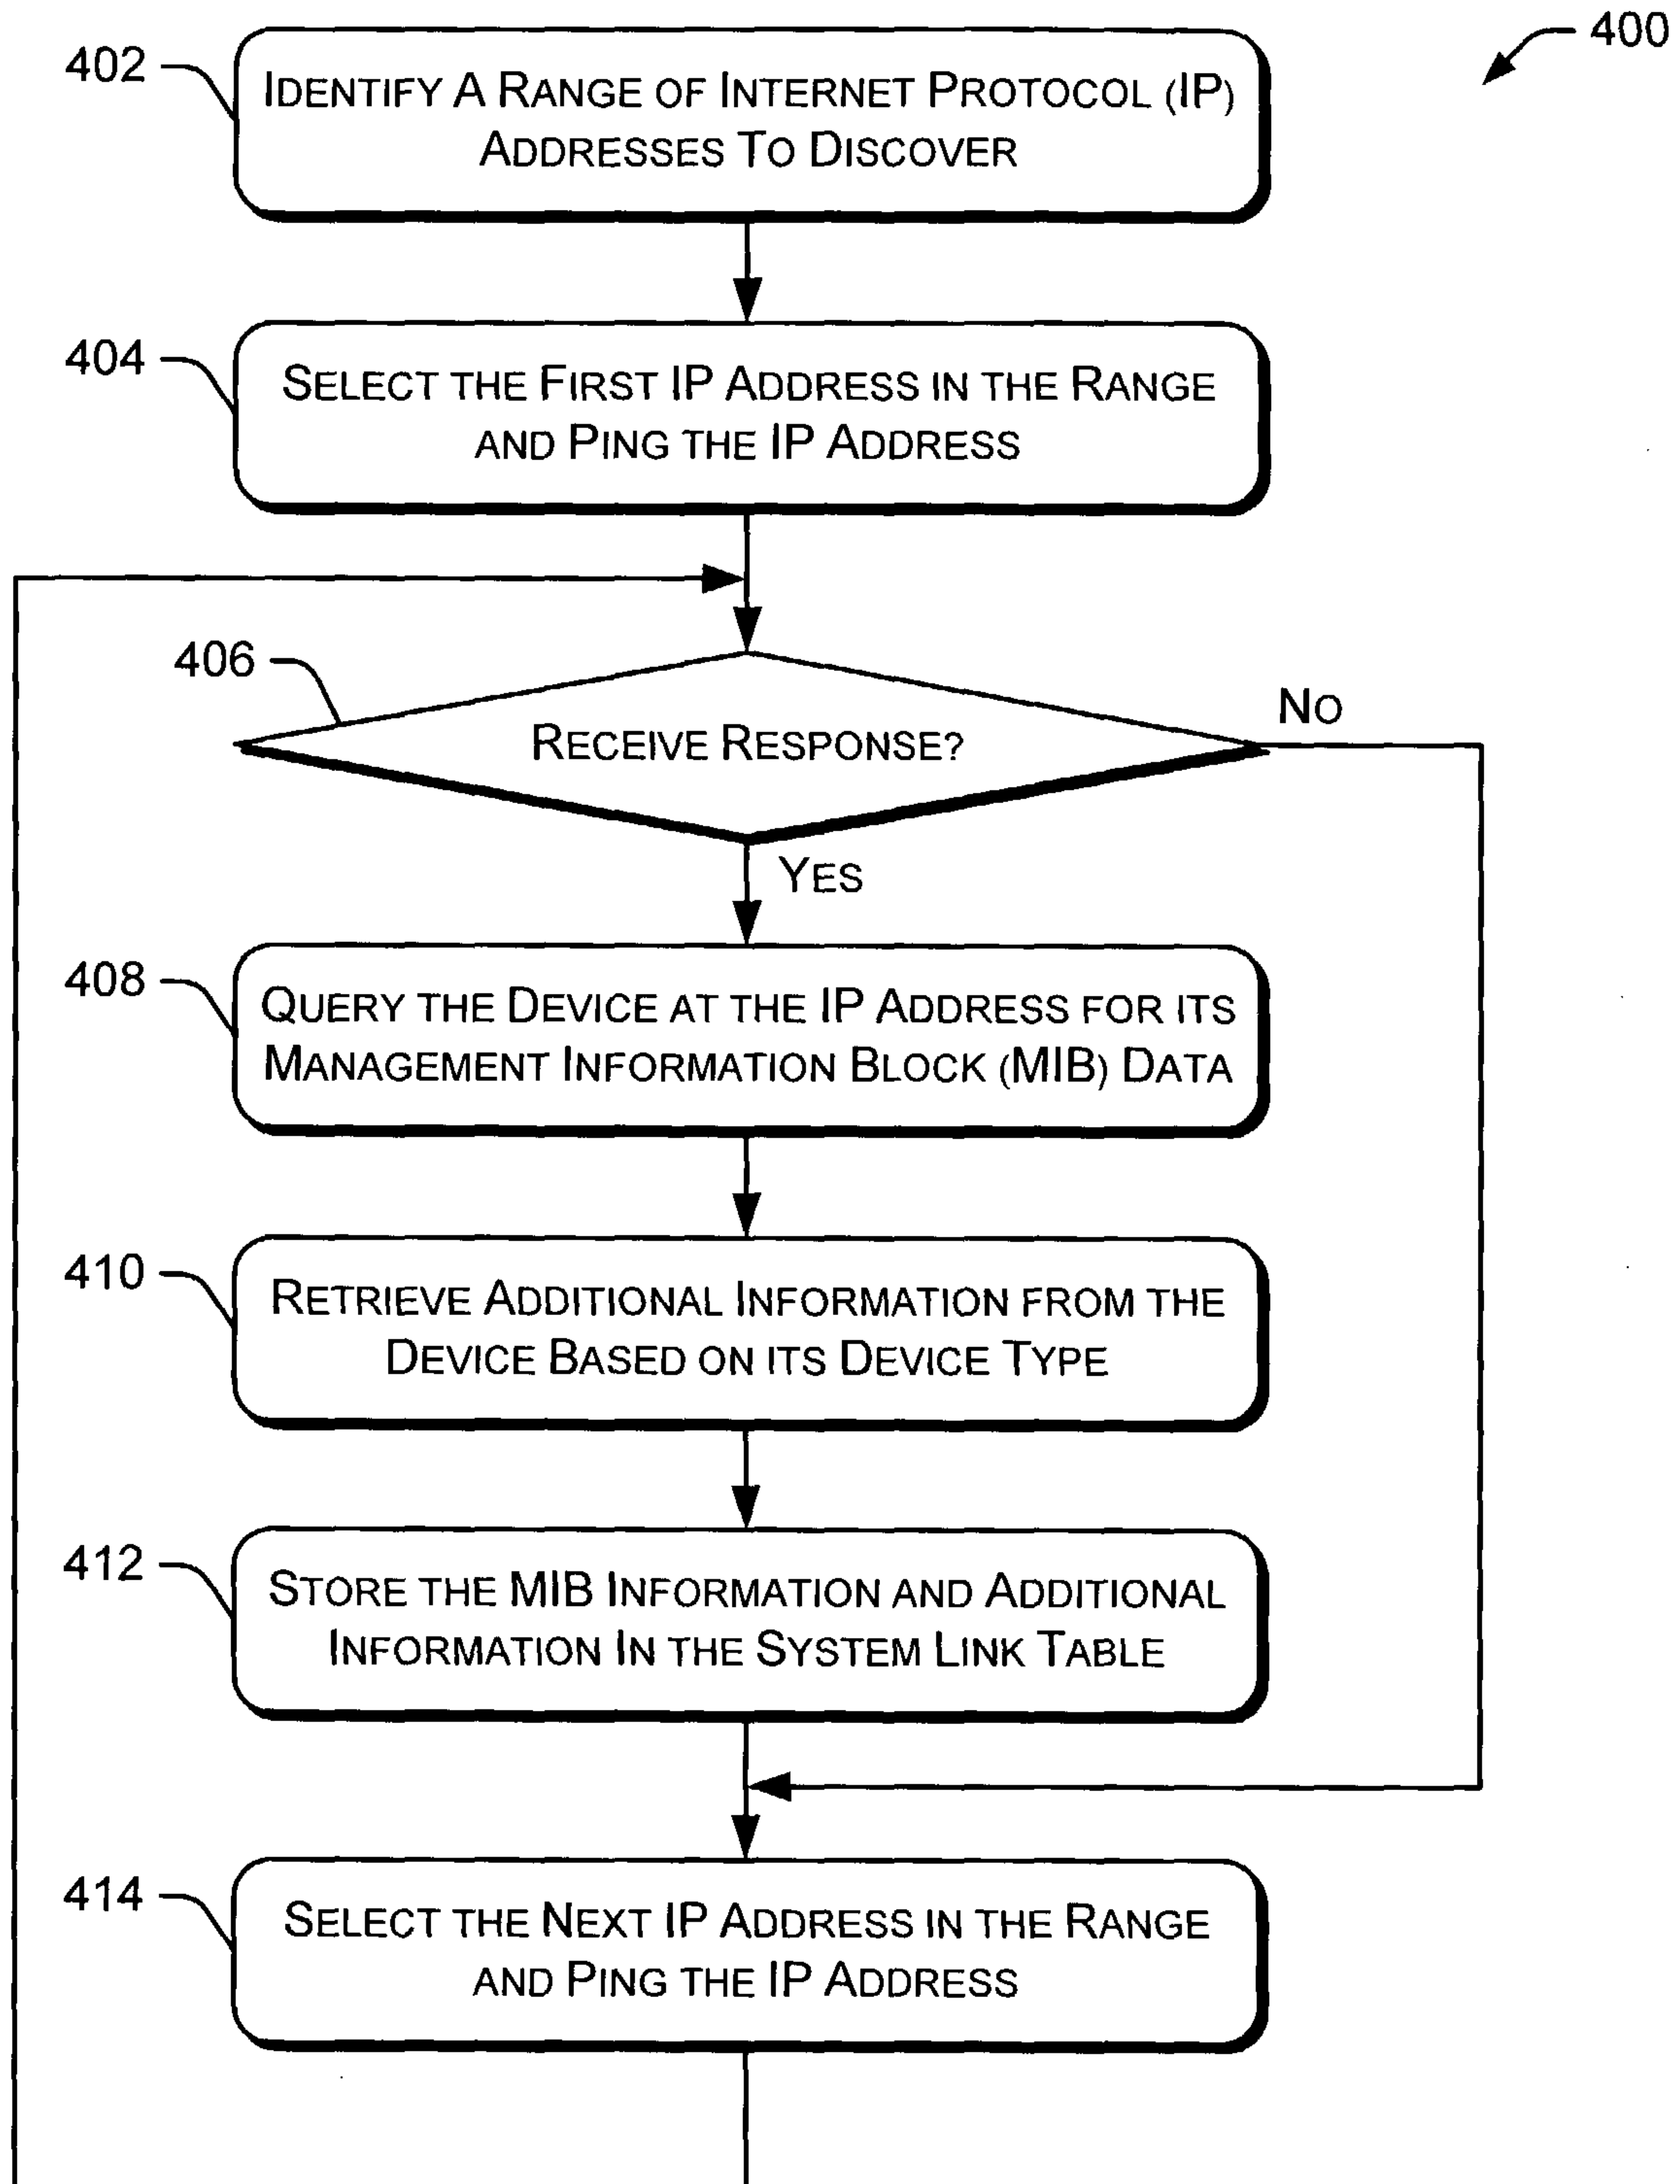 400
402
IDENTIFY A RANGE OF INTERNET PROTOCOL (IP)
ADDRESSES TO DISCOVER
404
SELECT THE FIRST IP ADDRESS IN THE RANGE
AND PING THE IP ADDRESS
406
RECEIVE RESPONSE?
NO
YES
408
QUERY THE DEVICE AT THE IP ADDRESS FOR ITS
MANAGEMENT INFORMATION BLOCK (MIB) DATA
410
RETRIEVE ADDITIONAL INFORMATION FROM THE
DEVICE BASED ON ITS DEVICE TYPE
412
STORE THE MIB INFORMATION AND ADDITIONAL
INFORMATION IN THE SYSTEM LINK TABLE
414
SELECT THE NEXT IP ADDRESS IN THE RANGE
AND PING THE IP ADDRESS